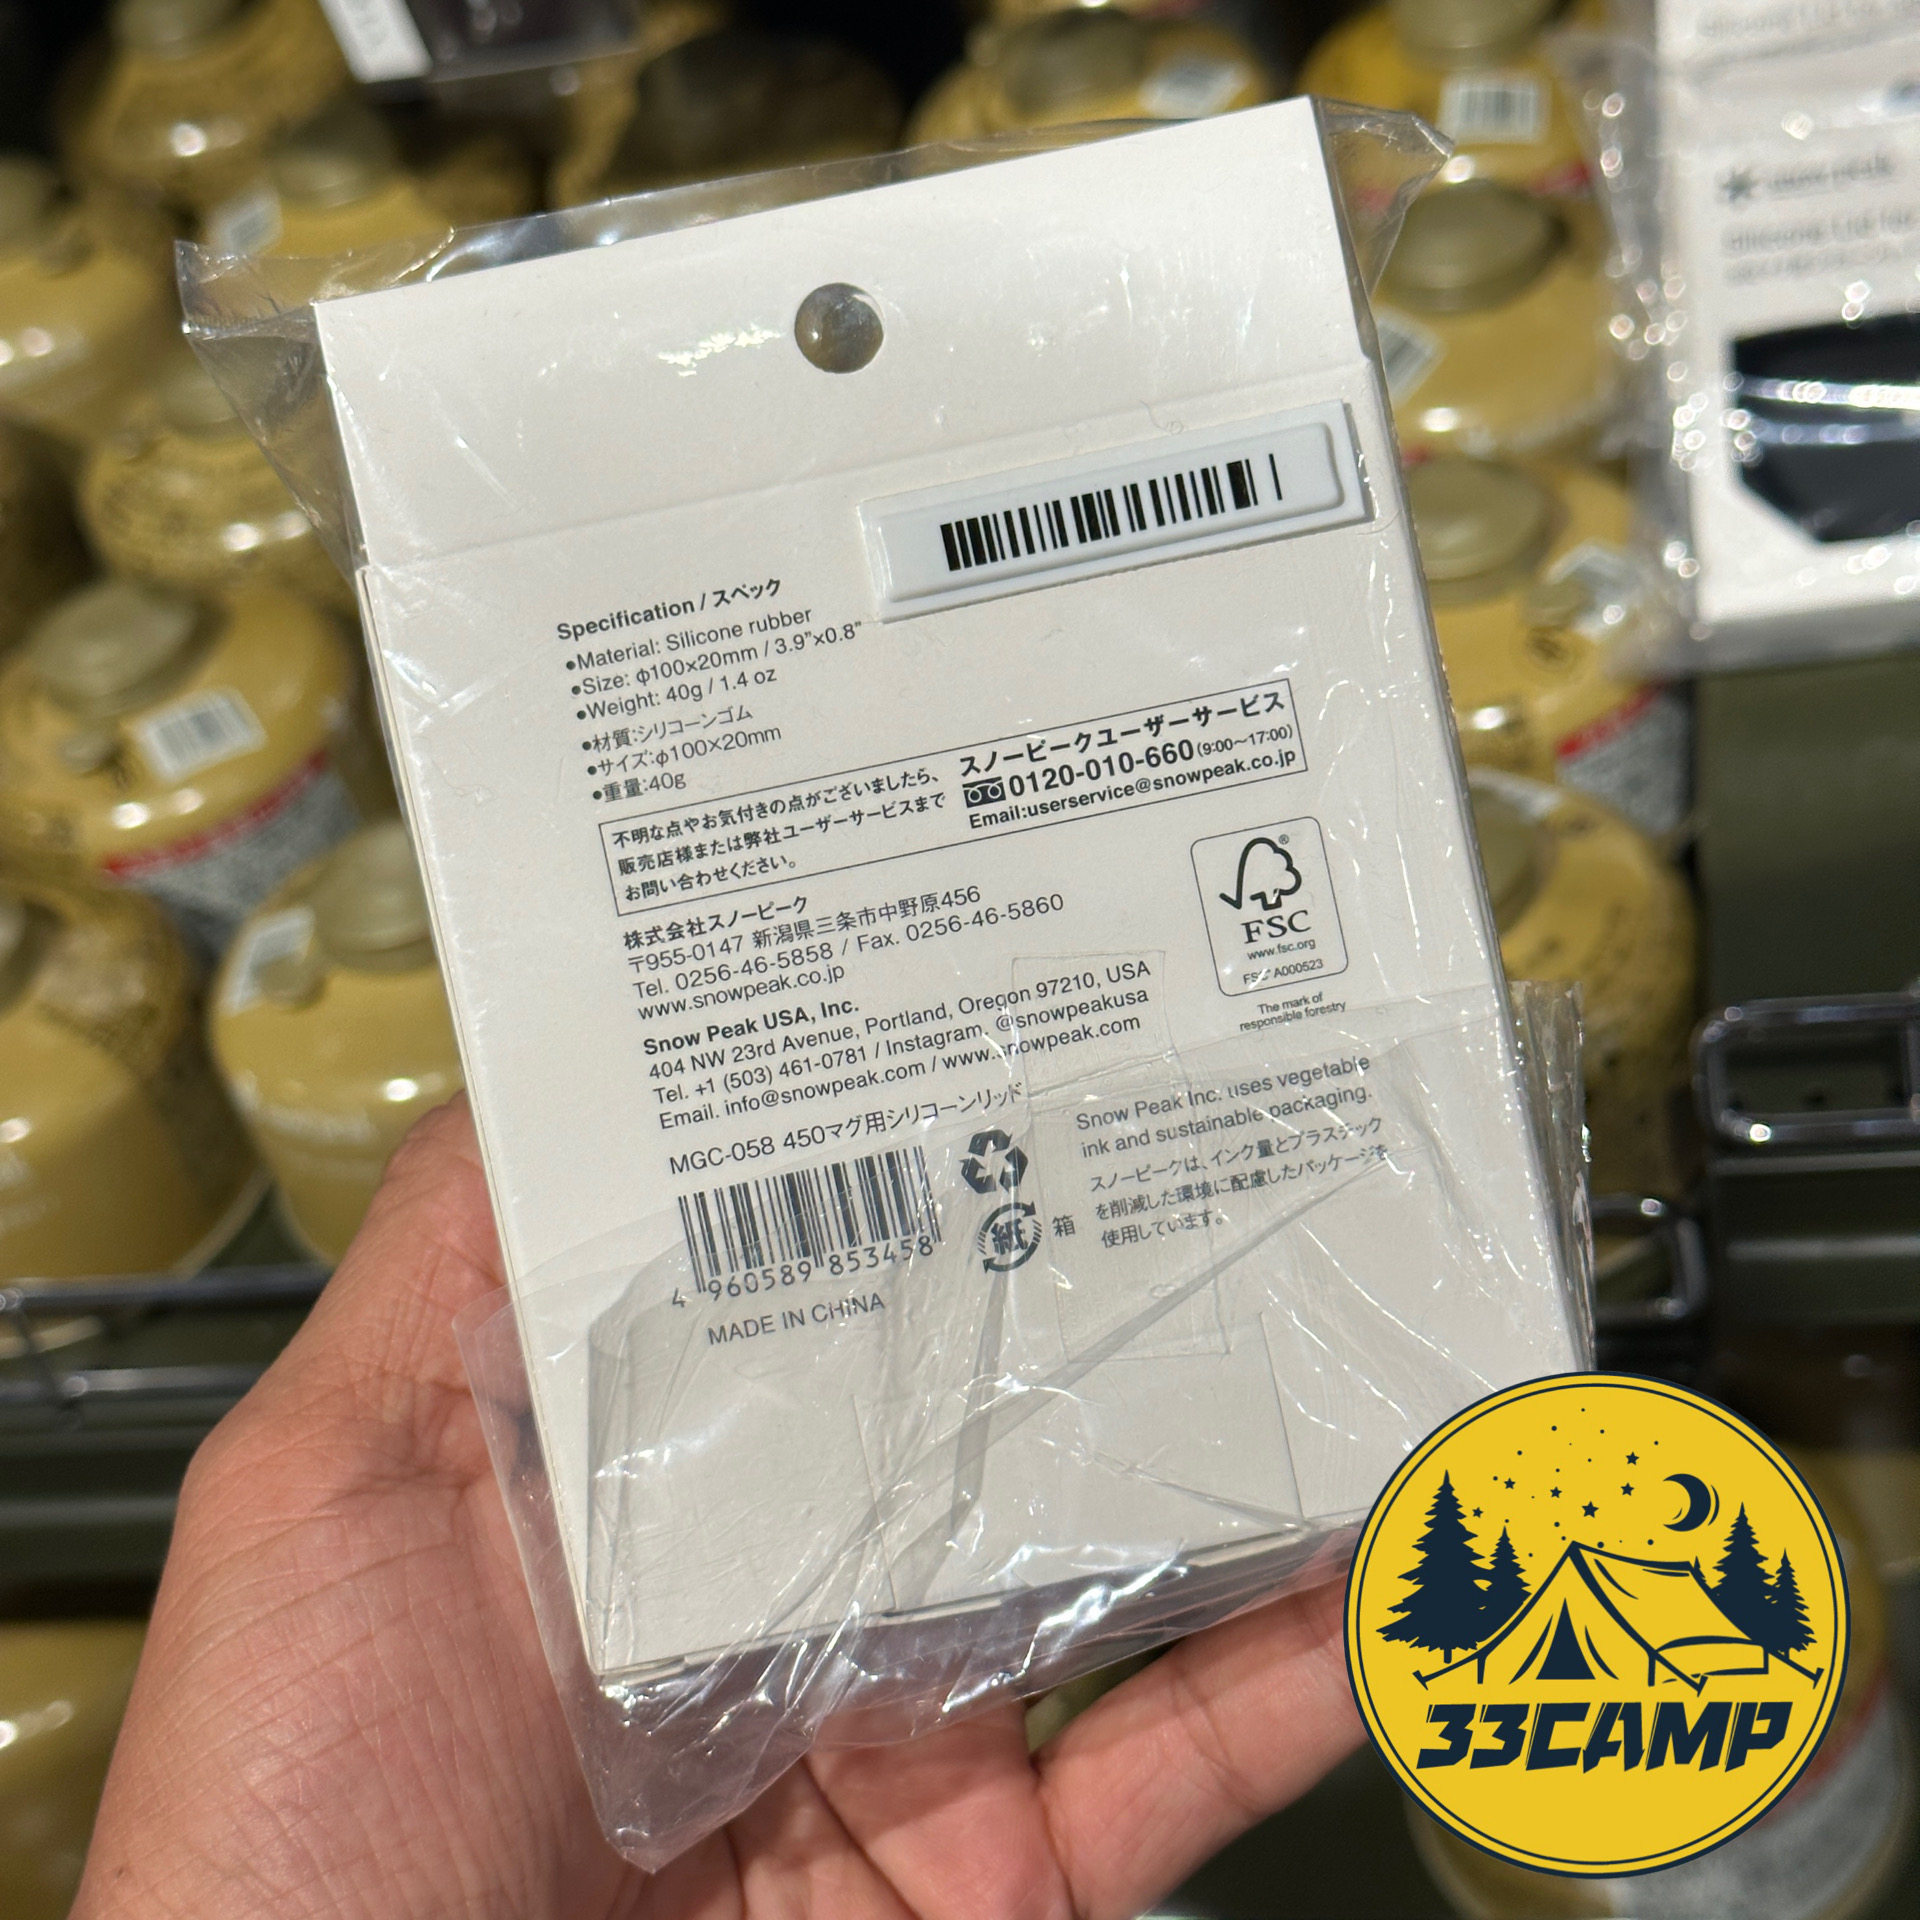 Specification / スペック
●Material: Silicone rubber
●Size: φ100×20mm / 3.9"×0.8"
●Weight: 40g / 1.4 oz
●材質:シリコーンゴム
●サイズ:φ100×20mm
●重量:40g
不明な点やお気付きの点がございましたら、
販売店様または弊社ユーザーサービスまで
お問い合わせください。
スノーピークユーザーサービス
0120-010-660(9:00〜17:00)
Email:userservice@snowpeak.co.jp
株式会社スノーピーク
〒955-0147 新潟県三条市中野原456
Tel. 0256-46-5858 / Fax. 0256-46-5860
www.snowpeak.co.jp
Snow Peak USA, Inc.
404 NW 23rd Avenue, Portland, Oregon 97210, USA
Tel. +1 (503) 461-0781 / Instagram. @snowpeakusa
Email. info@snowpeak.com / www.snowpeak.com
FSC
www.fsc.org
FSC A000523
The mark of
responsible forestry
MGC-058 450マグ用シリコーンリッド
4 960589 853458
MADE IN CHINA
紙 箱
Snow Peak Inc. uses vegetable
ink and sustainable packaging.
スノーピークは、インク量とプラスチック
を削減した環境に配慮したパッケージを
使用しています。
33CAMP